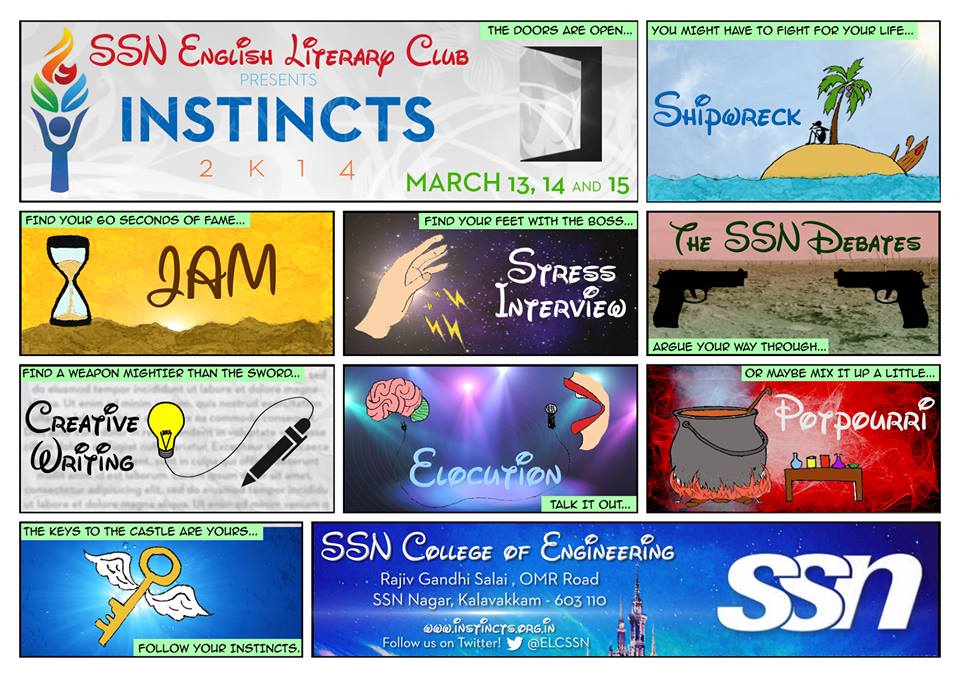 THE DOORS ARE OPEN...
SSN ENGLISH LITERARY CLUB
PRESENTS
INSTINCTS
2K14
MARCH 13, 14 AND 15
YOU MIGHT HAVE TO FIGHT FOR YOUR LIFE...
SHIPWRECK
FIND YOUR 60 SECONDS OF FAME...
JAM
FIND YOUR FEET WITH THE BOSS...
STRESS
INTERVIEW
THE SSN DEBATES
ARGUE YOUR WAY THROUGH...
FIND A WEAPON MIGHTIER THAN THE SWORD...
CREATIVE
WRITING
ELOCUTION
TALK IT OUT...
OR MAYBE MIX IT UP A LITTLE...
POTPOURRI
THE KEYS TO THE CASTLE ARE YOURS...
FOLLOW YOUR INSTINCTS.
SSN COLLEGE OF ENGINEERING
Rajiv Gandhi Salai , OMR Road
SSN Nagar, Kalavakkam - 603 110
WWW.INSTINCTS.ORG.IN
Follow us on Twitter! @ELCSSN
ssn